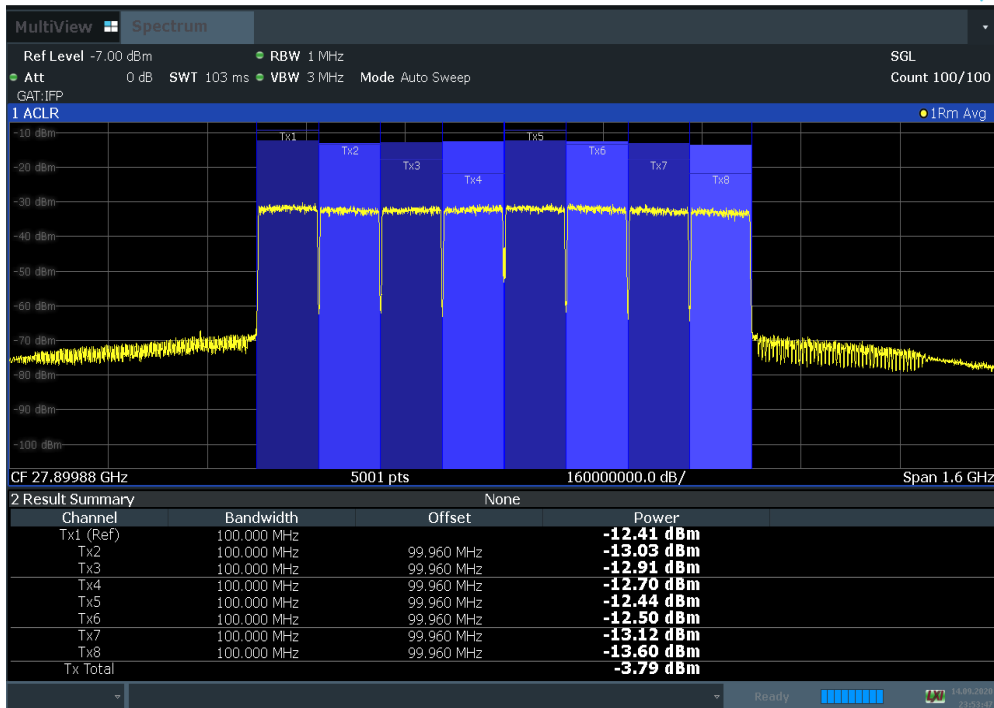 MultiView Spectrum
Ref Level -7.00 dBm RBW 1 MHz SGL
Att 0 dB SWT 103 ms VBW 3 MHz Mode Auto Sweep Count 100/100
GAT:IFP
1 ACLR 1Rm Avg
-10 dBm
Tx1 Tx5
Tx2 Tx6
Tx3 Tx7
-20 dBm
Tx4 Tx8
-30 dBm
-40 dBm
-50 dBm
-60 dBm
-70 dBm
-80 dBm
-90 dBm
-100 dBm
CF 27.89988 GHz 5001 pts 160000000.0 dB/ Span 1.6 GHz
2 Result Summary None
Channel Bandwidth Offset Power
Tx1 (Ref) 100.000 MHz -12.41 dBm
Tx2 100.000 MHz 99.960 MHz -13.03 dBm
Tx3 100.000 MHz 99.960 MHz -12.91 dBm
Tx4 100.000 MHz 99.960 MHz -12.70 dBm
Tx5 100.000 MHz 99.960 MHz -12.44 dBm
Tx6 100.000 MHz 99.960 MHz -12.50 dBm
Tx7 100.000 MHz 99.960 MHz -13.12 dBm
Tx8 100.000 MHz 99.960 MHz -13.60 dBm
Tx Total -3.79 dBm
Ready LXI 14.09.2020
23:53:47